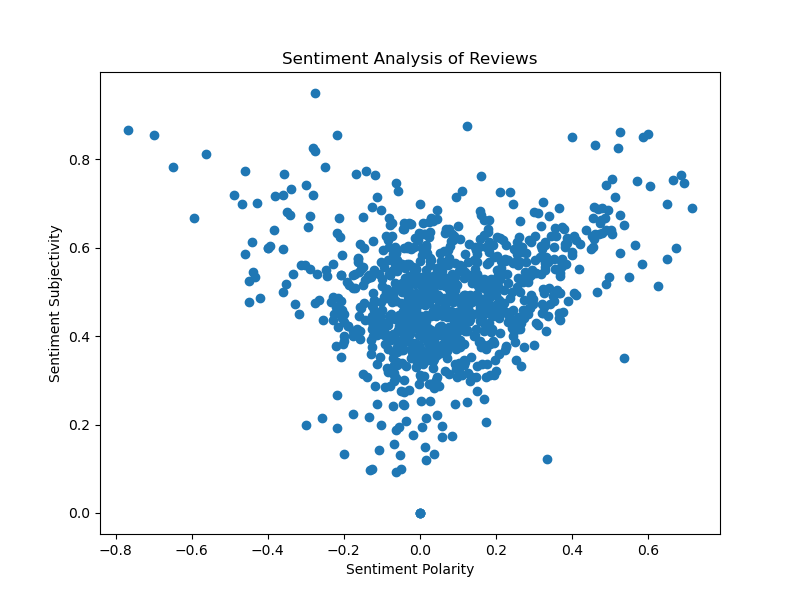 Sentiment Analysis of Reviews
Sentiment Subjectivity
0.8
0.6
0.4
0.2
0.0
−0.8 −0.6 −0.4 −0.2 0.0 0.2 0.4 0.6
Sentiment Polarity